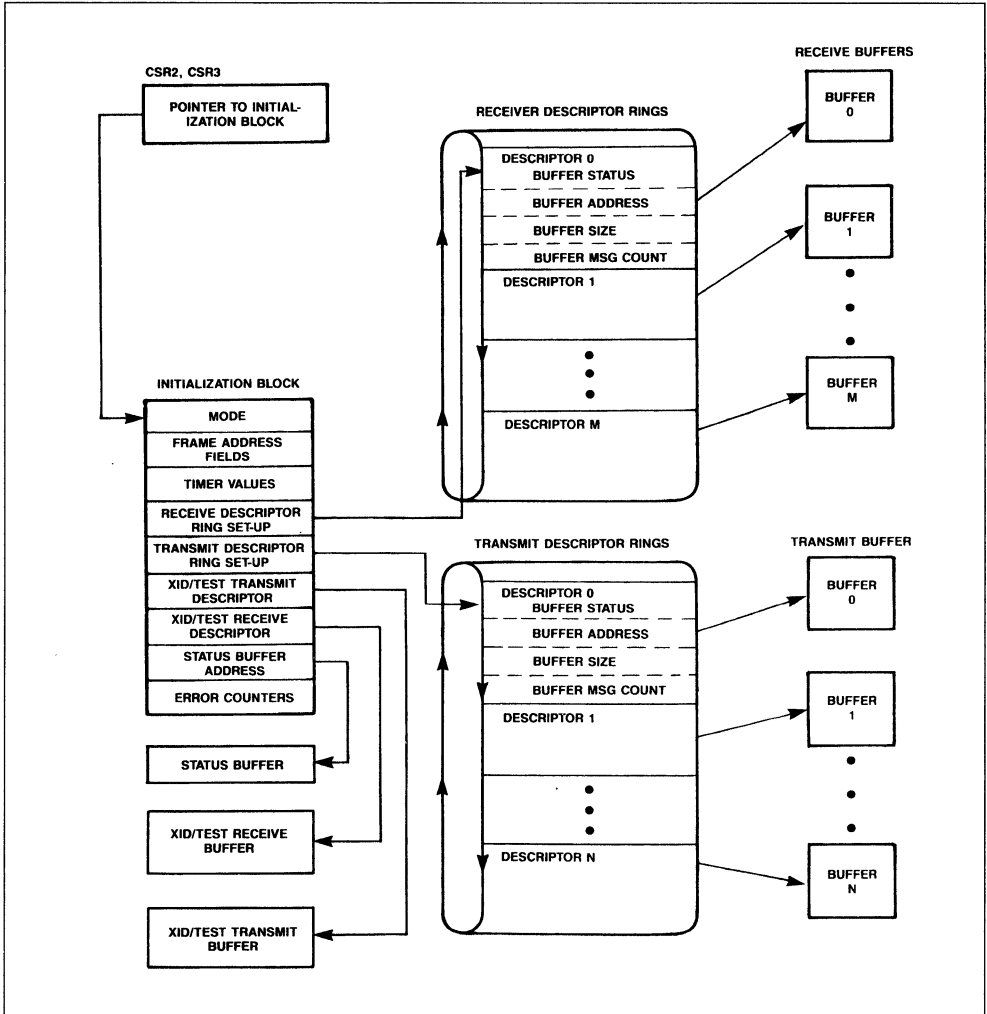 CSR2, CSR3
POINTER TO INITIAL-
IZATION BLOCK
INITIALIZATION BLOCK
MODE
FRAME ADDRESS
FIELDS
TIMER VALUES
RECEIVE DESCRIPTOR
RING SET-UP
TRANSMIT DESCRIPTOR
RING SET-UP
XID/TEST TRANSMIT
DESCRIPTOR
XID/TEST RECEIVE
DESCRIPTOR
STATUS BUFFER
ADDRESS
ERROR COUNTERS
STATUS BUFFER
XID/TEST RECEIVE
BUFFER
XID/TEST TRANSMIT
BUFFER
RECEIVER DESCRIPTOR RINGS
DESCRIPTOR 0
BUFFER STATUS
BUFFER ADDRESS
BUFFER SIZE
BUFFER MSG COUNT
DESCRIPTOR 1
DESCRIPTOR M
RECEIVE BUFFERS
BUFFER
0
BUFFER
1
BUFFER
M
TRANSMIT DESCRIPTOR RINGS
DESCRIPTOR 0
BUFFER STATUS
BUFFER ADDRESS
BUFFER SIZE
BUFFER MSG COUNT
DESCRIPTOR 1
DESCRIPTOR N
TRANSMIT BUFFER
BUFFER
0
BUFFER
1
BUFFER
N